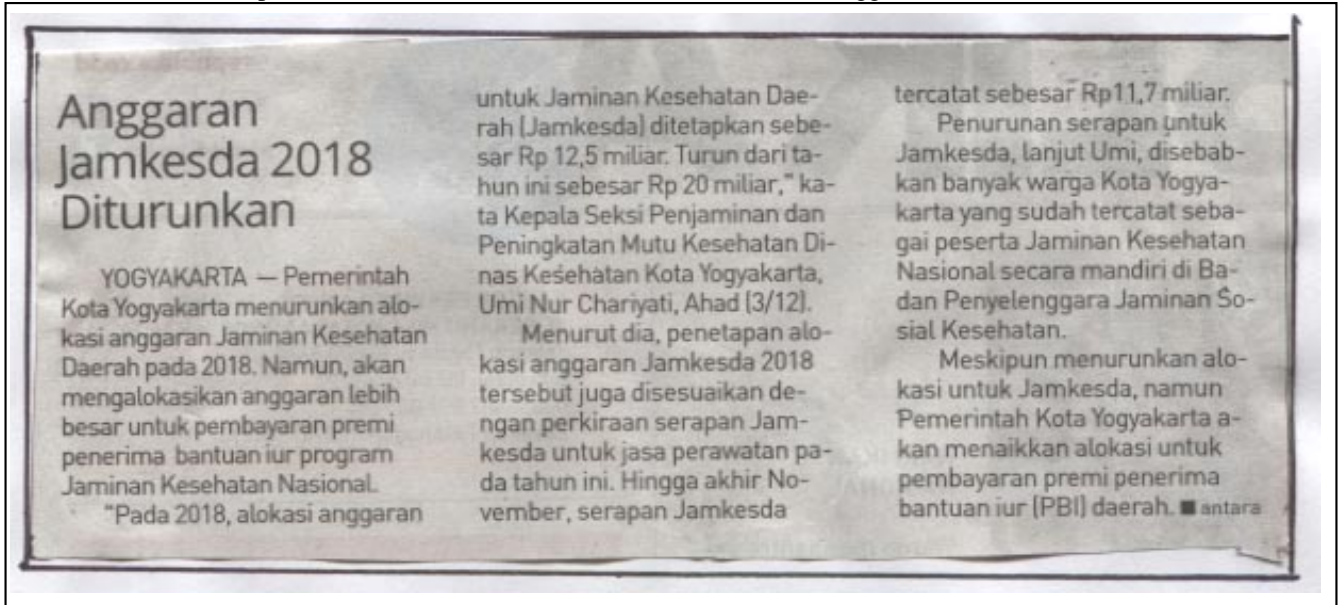 Anggaran
Jamkesda 2018
Diturunkan
YOGYAKARTA — Pemerintah
Kota Yogyakarta menurunkan alo-
kasi anggaran Jaminan Kesehatan
Daerah pada 2018. Namun, akan
mengalokasikan anggaran lebih
besar untuk pembayaran premi
penerima bantuan iur program
Jaminan Kesehatan Nasional.
"Pada 2018, alokasi anggaran
untuk Jaminan Kesehatan Dae-
rah (Jamkesda) ditetapkan sebe-
sar Rp 12,5 miliar. Turun dari ta-
hun ini sebesar Rp 20 miliar," ka-
ta Kepala Seksi Penjaminan dan
Peningkatan Mutu Kesehatan Di-
nas Kesehatan Kota Yogyakarta,
Umi Nur Chariyati, Ahad (3/12).
Menurut dia, penetapan alo-
kasi anggaran Jamkesda 2018
tersebut juga disesuaikan de-
ngan perkiraan serapan Jam-
kesda untuk jasa perawatan pa-
da tahun ini. Hingga akhir No-
vember, serapan Jamkesda
tercatat sebesar Rp11,7 miliar.
Penurunan serapan untuk
Jamkesda, lanjut Umi, disebab-
kan banyak warga Kota Yogya-
karta yang sudah tercatat seba-
gai peserta Jaminan Kesehatan
Nasional secara mandiri di Ba-
dan Penyelenggara Jaminan So-
sial Kesehatan.
Meskipun menurunkan alo-
kasi untuk Jamkesda, namun
Pemerintah Kota Yogyakarta a-
kan menaikkan alokasi untuk
pembayaran premi penerima
bantuan iur (PBI) daerah. ■ antara